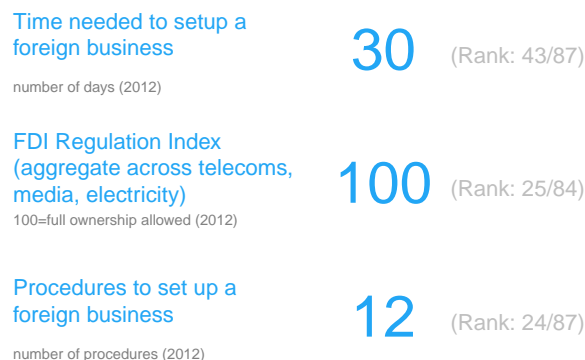 Time needed to setup a
foreign business
number of days (2012)
30
(Rank: 43/87)
FDI Regulation Index
(aggregate across telecoms,
media, electricity)
100=full ownership allowed (2012)
100
(Rank: 25/84)
Procedures to set up a
foreign business
number of procedures (2012)
12
(Rank: 24/87)